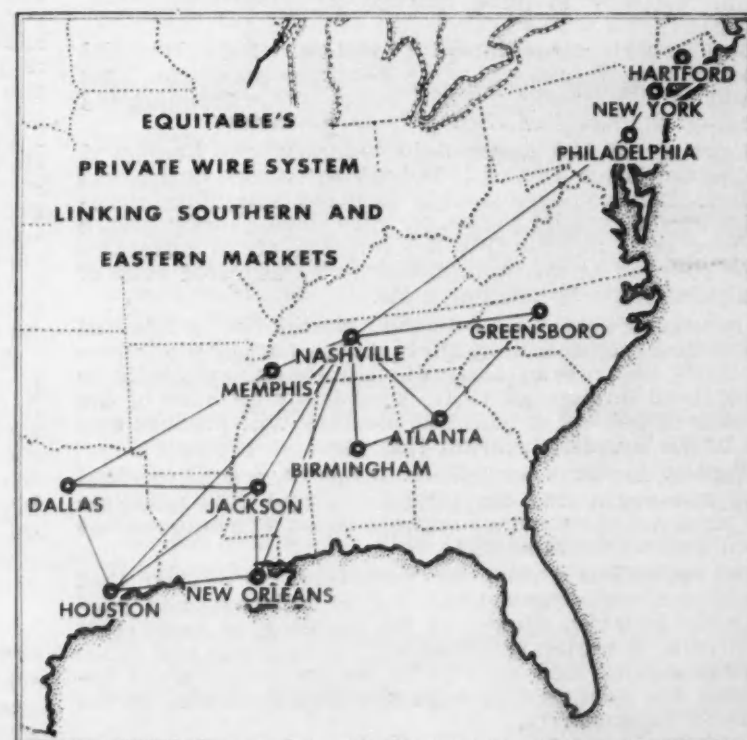 EQUITABLE'S
PRIVATE WIRE SYSTEM
LINKING SOUTHERN AND
EASTERN MARKETS
HARTFORD
NEW YORK
PHILADELPHIA
GREENSBORO
NASHVILLE
MEMPHIS
ATLANTA
BIRMINGHAM
DALLAS
JACKSON
HOUSTON
NEW ORLEANS